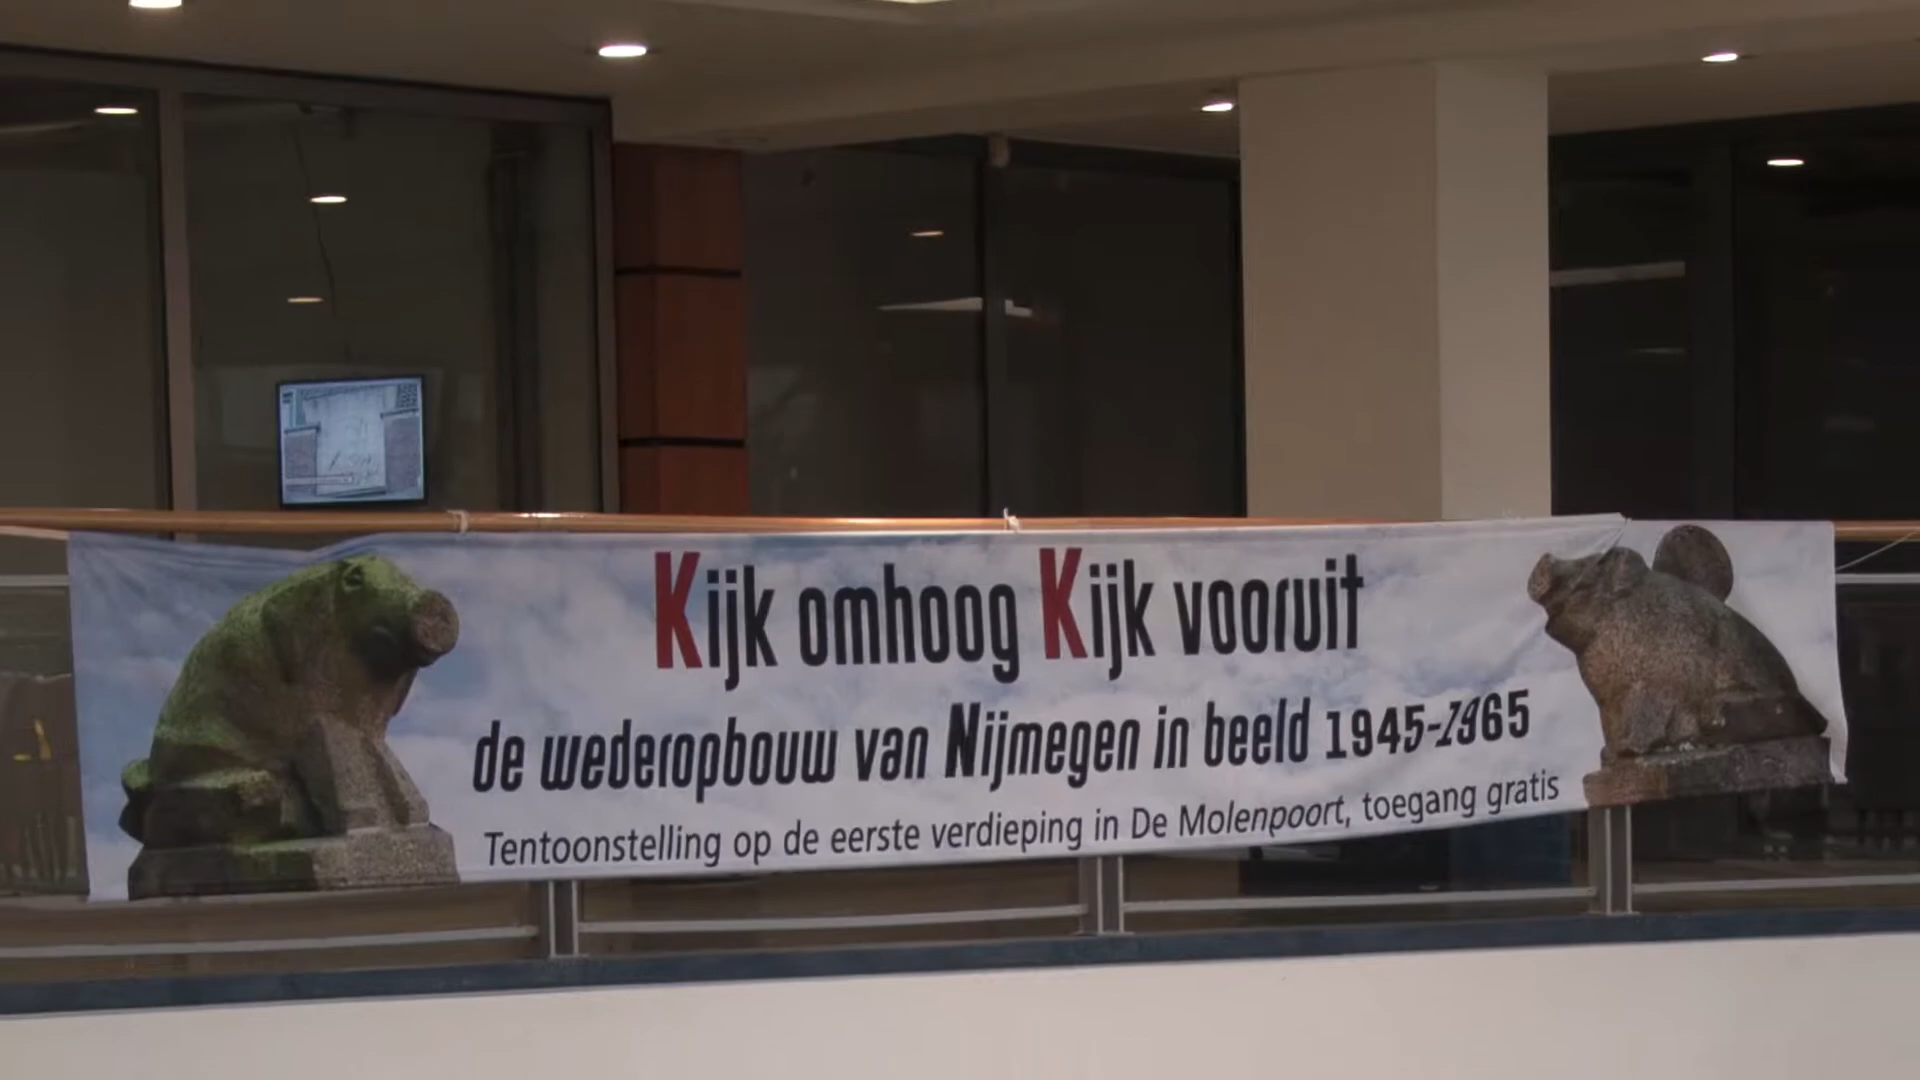 Kijk omhoog Kijk vooruit
de wederopbouw van Nijmegen in beeld 1945-1965
Tentoonstelling op de eerste verdieping in De Molenpoort, toegang gratis